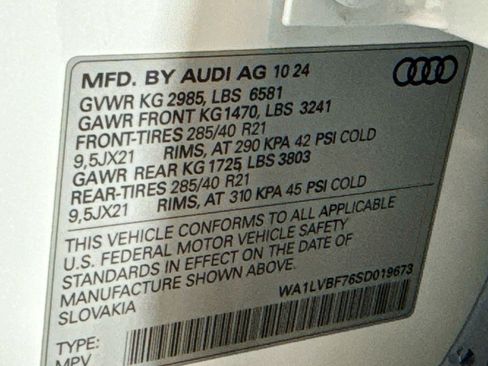 MFD. BY AUDI AG 10 24
GVWR KG 2985, LBS 6581
GAWR FRONT KG1470, LBS 3241
FRONT-TIRES 285/40 R21
9,5JX21 RIMS, AT 290 KPA 42 PSI COLD
GAWR REAR KG 1725, LBS 3803
REAR-TIRES 285/40 R21
9,5JX21 RIMS, AT 310 KPA 45 PSI COLD
THIS VEHICLE CONFORMS TO ALL APPLICABLE
U.S. FEDERAL MOTOR VEHICLE SAFETY
STANDARDS IN EFFECT ON THE DATE OF
MANUFACTURE SHOWN ABOVE.
SLOVAKIA WA1LVBF76SD019673
TYPE:
MPV